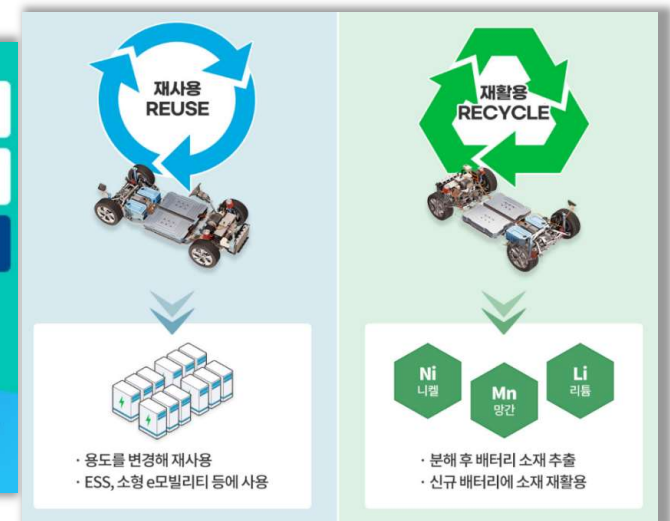 재사용
REUSE
· 용도를 변경해 재사용
· ESS, 소형 e모빌리티 등에 사용
재활용
RECYCLE
Ni
니켈
Mn
망간
Li
리튬
· 분해 후 배터리 소재 추출
· 신규 배터리에 소재 재활용